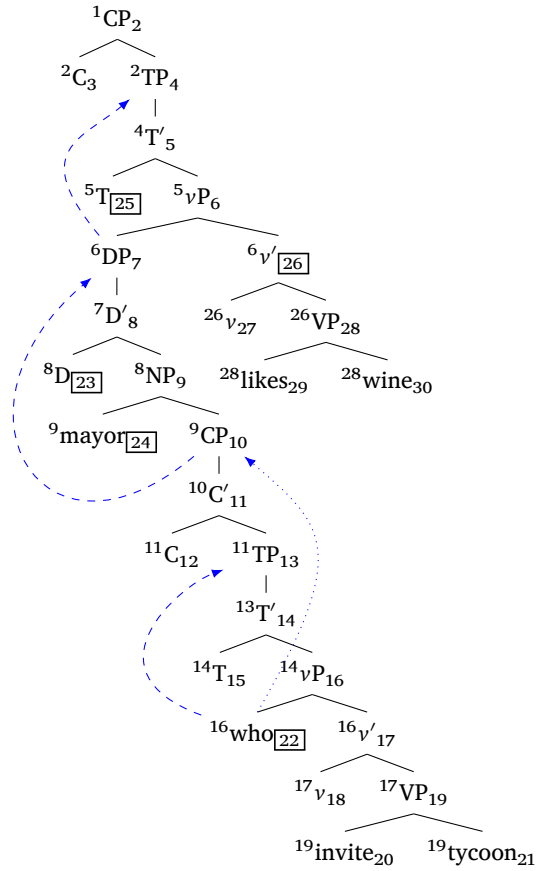 ¹CP₂
²C₃ ²TP₄
⁴T′₅
⁵T₂₅ ⁵vP₆
⁶DP₇ ⁶v′₂₆
⁷D′₈ ²⁶v₂₇ ²⁶VP₂₈
⁸D₂₃ ⁸NP₉ ²⁸likes₂₉ ²⁸wine₃₀
⁹mayor₂₄ ⁹CP₁₀
¹⁰C′₁₁
¹¹C₁₂ ¹¹TP₁₃
¹³T′₁₄
¹⁴T₁₅ ¹⁴vP₁₆
¹⁶who₂₂ ¹⁶v′₁₇
¹⁷v₁₈ ¹⁷VP₁₉
¹⁹invite₂₀ ¹⁹tycoon₂₁